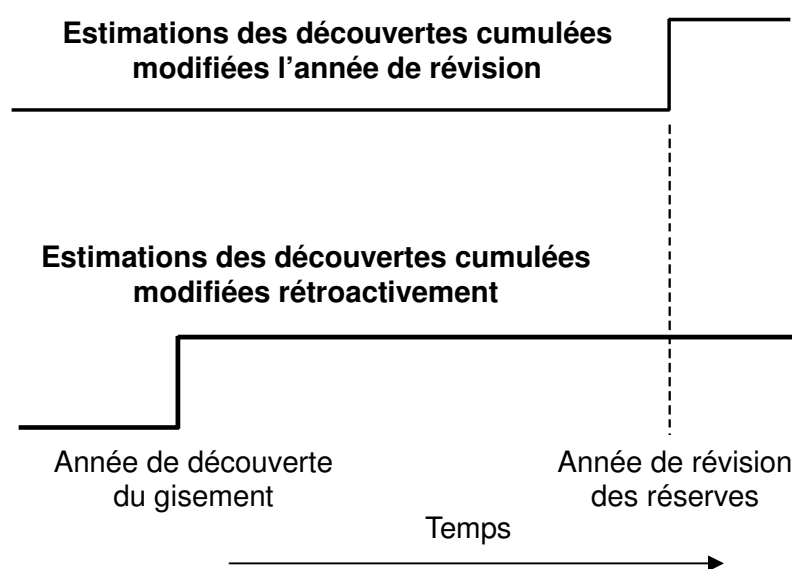 Estimations des découvertes cumulées
modifiées l'année de révision
Estimations des découvertes cumulées
modifiées rétroactivement
Année de découverte
du gisement
Année de révision
des réserves
Temps